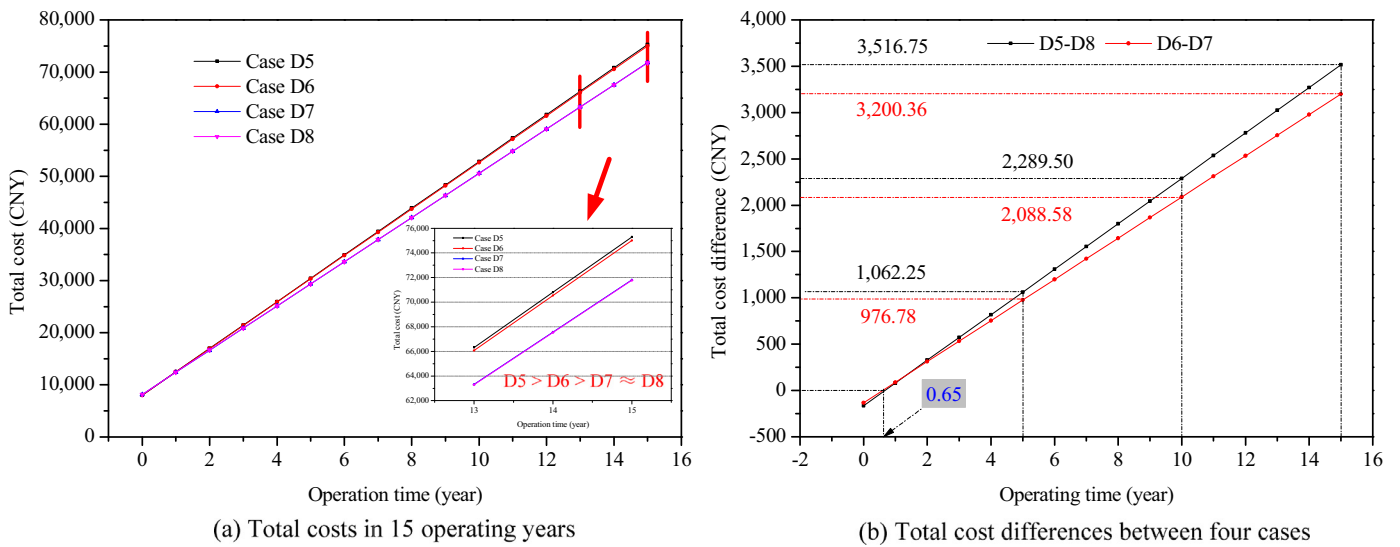 80,000
70,000
60,000
50,000
40,000
30,000
20,000
10,000
0
Total cost (CNY)
Case D5
Case D6
Case D7
Case D8
76,000
74,000
72,000
70,000
68,000
66,000
64,000
62,000
Total cost (CNY)
Case D5
Case D6
Case D7
Case D8
D5 > D6 > D7 ≈ D8
13 14 15
Operation time (year)
0 2 4 6 8 10 12 14 16
Operation time (year)
(a) Total costs in 15 operating years
4,000
3,500
3,000
2,500
2,000
1,500
1,000
500
0
-500
Total cost difference (CNY)
D5-D8 D6-D7
3,516.75
3,200.36
2,289.50
2,088.58
1,062.25
976.78
0.65
-2 0 2 4 6 8 10 12 14 16
Operating time (year)
(b) Total cost differences between four cases